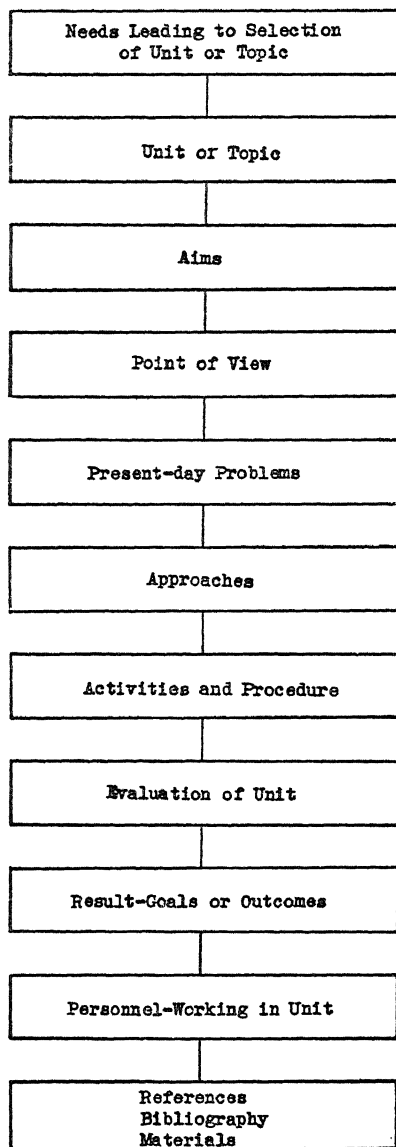 Needs Leading to Selection
of Unit or Topic
Unit or Topic
Aims
Point of View
Present-day Problems
Approaches
Activities and Procedure
Evaluation of Unit
Result-Goals or Outcomes
Personnel-Working in Unit
References
Bibliography
Materials